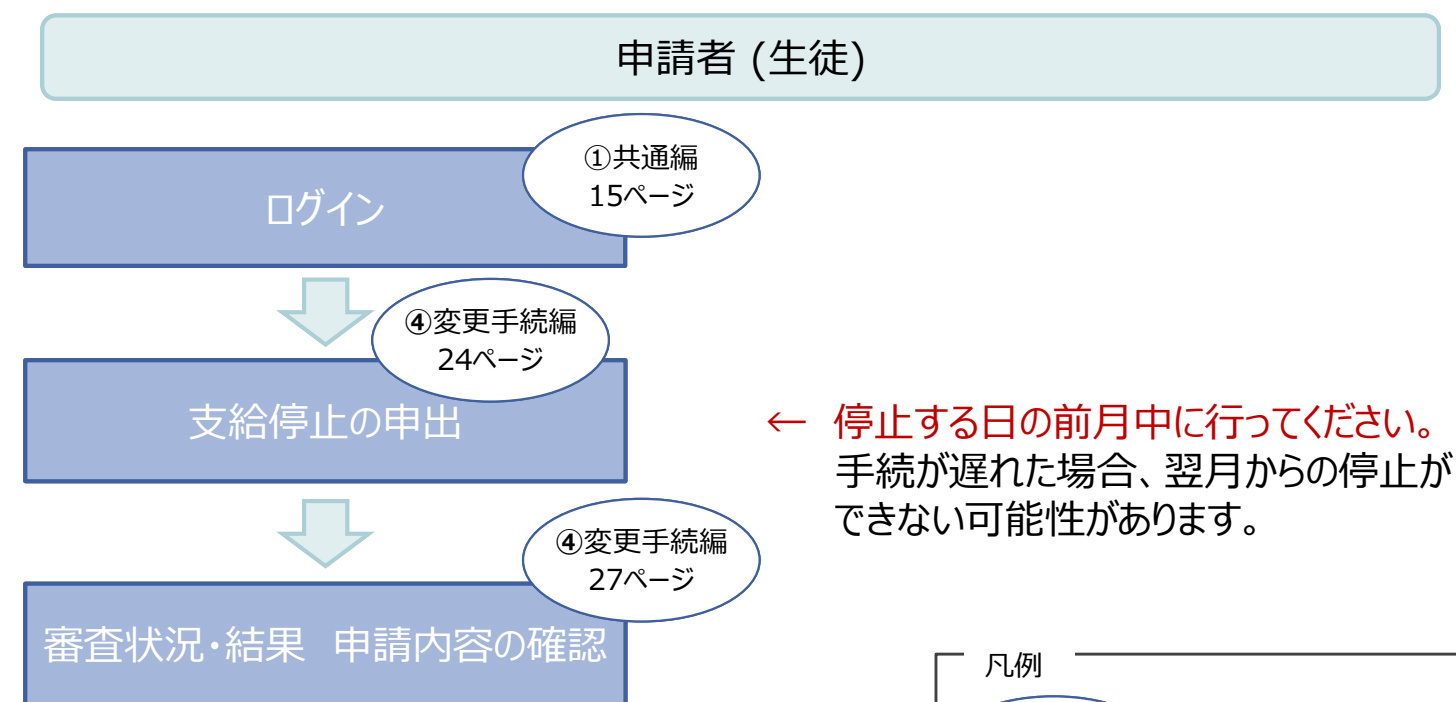 申請者 (生徒)
①共通編
15ページ
ログイン
④変更手続編
24ページ
支給停止の申出
← 停止する日の前月中に行ってください。
手続が遅れた場合、翌月からの停止が
できない可能性があります。
④変更手続編
27ページ
審査状況・結果　申請内容の確認
凡例